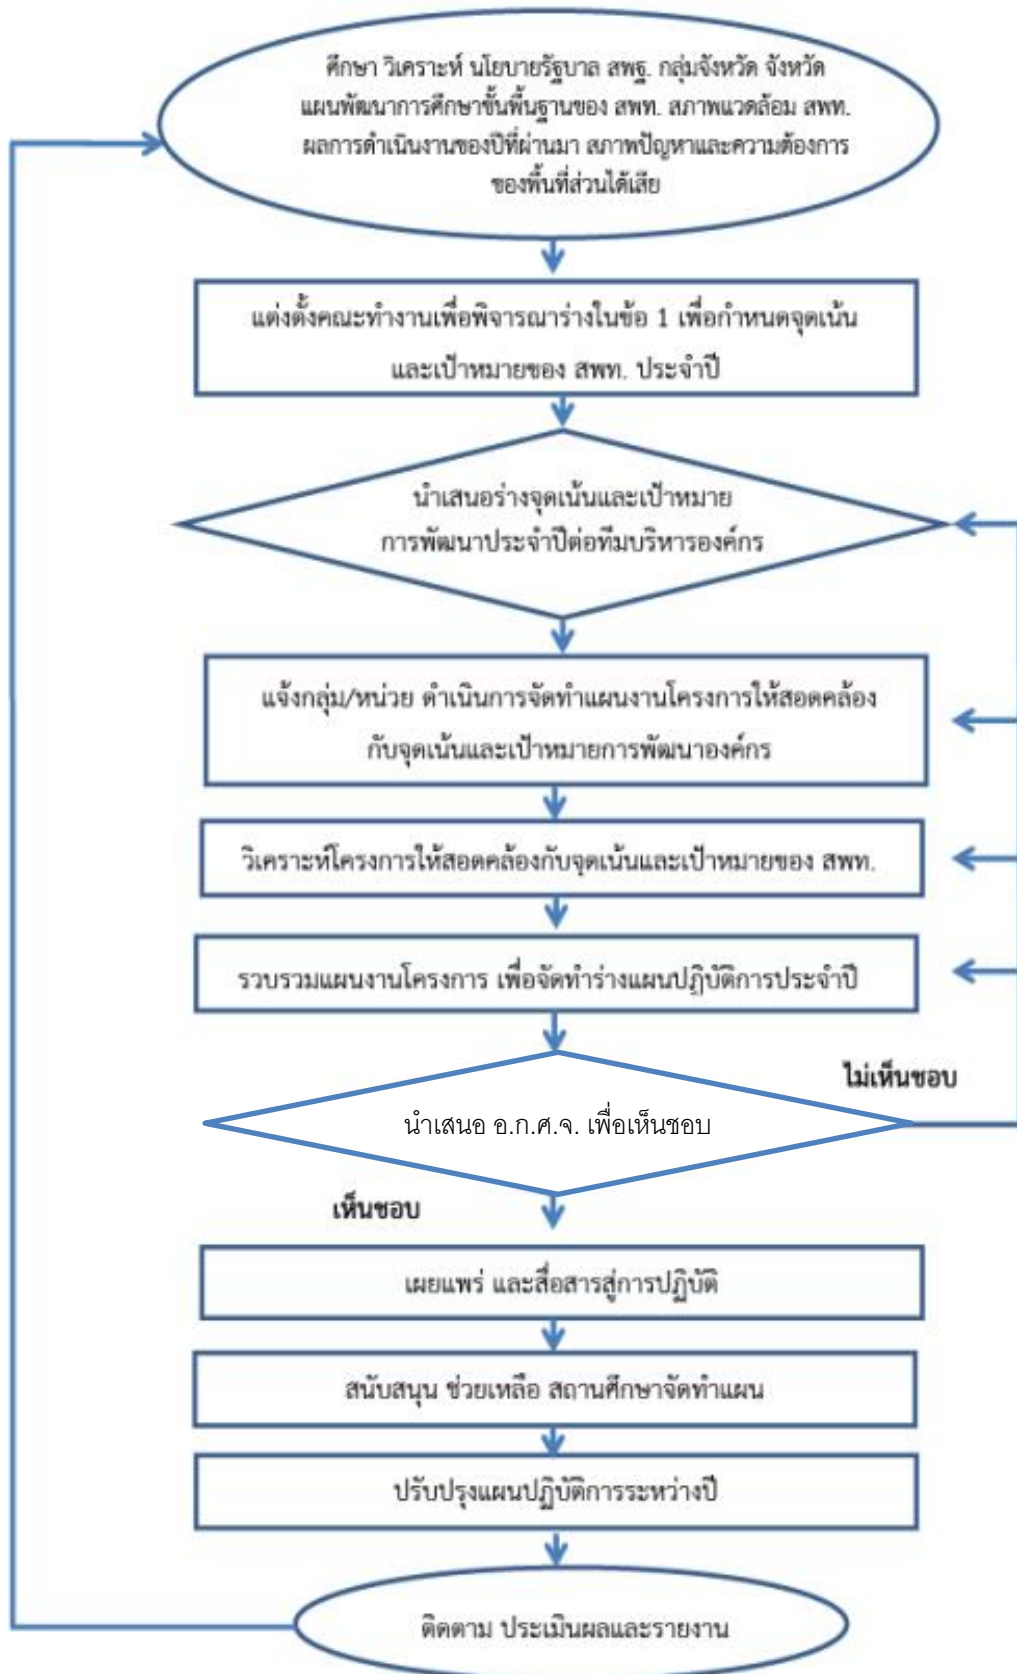 ศึกษา วิเคราะห์ นโยบายรัฐบาล สพฐ. กลุ่มจังหวัด จังหวัด
แผนพัฒนาการศึกษาขั้นพื้นฐานของ สพท. สภาพแวดล้อม สพท.
ผลการดำเนินงานของปีที่ผ่านมา สภาพปัญหาและความต้องการ
ของพื้นที่ส่วนได้เสีย
แต่งตั้งคณะทำงานเพื่อพิจารณาร่างในข้อ 1 เพื่อกำหนดจุดเน้น
และเป้าหมายของ สพท. ประจำปี
นำเสนอร่างจุดเน้นและเป้าหมาย
การพัฒนาประจำปีต่อทีมบริหารองค์กร
แจ้งกลุ่ม/หน่วย ดำเนินการจัดทำแผนงานโครงการให้สอดคล้อง
กับจุดเน้นและเป้าหมายการพัฒนาองค์กร
วิเคราะห์โครงการให้สอดคล้องกับจุดเน้นและเป้าหมายของ สพท.
รวบรวมแผนงานโครงการ เพื่อจัดทำร่างแผนปฏิบัติการประจำปี
ไม่เห็นชอบ
นำเสนอ อ.ก.ศ.จ. เพื่อเห็นชอบ
เห็นชอบ
เผยแพร่ และสื่อสารสู่การปฏิบัติ
สนับสนุน ช่วยเหลือ สถานศึกษาจัดทำแผน
ปรับปรุงแผนปฏิบัติการระหว่างปี
ติดตาม ประเมินผลและรายงาน